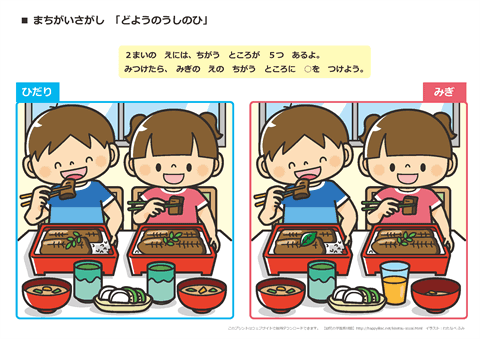 ■ まちがいさがし 「どようのうしのひ」
２まいの えには、ちがう ところが ５つ あるよ。
みつけたら、みぎの えの ちがう ところに ○を つけよう。
ひだり
みぎ